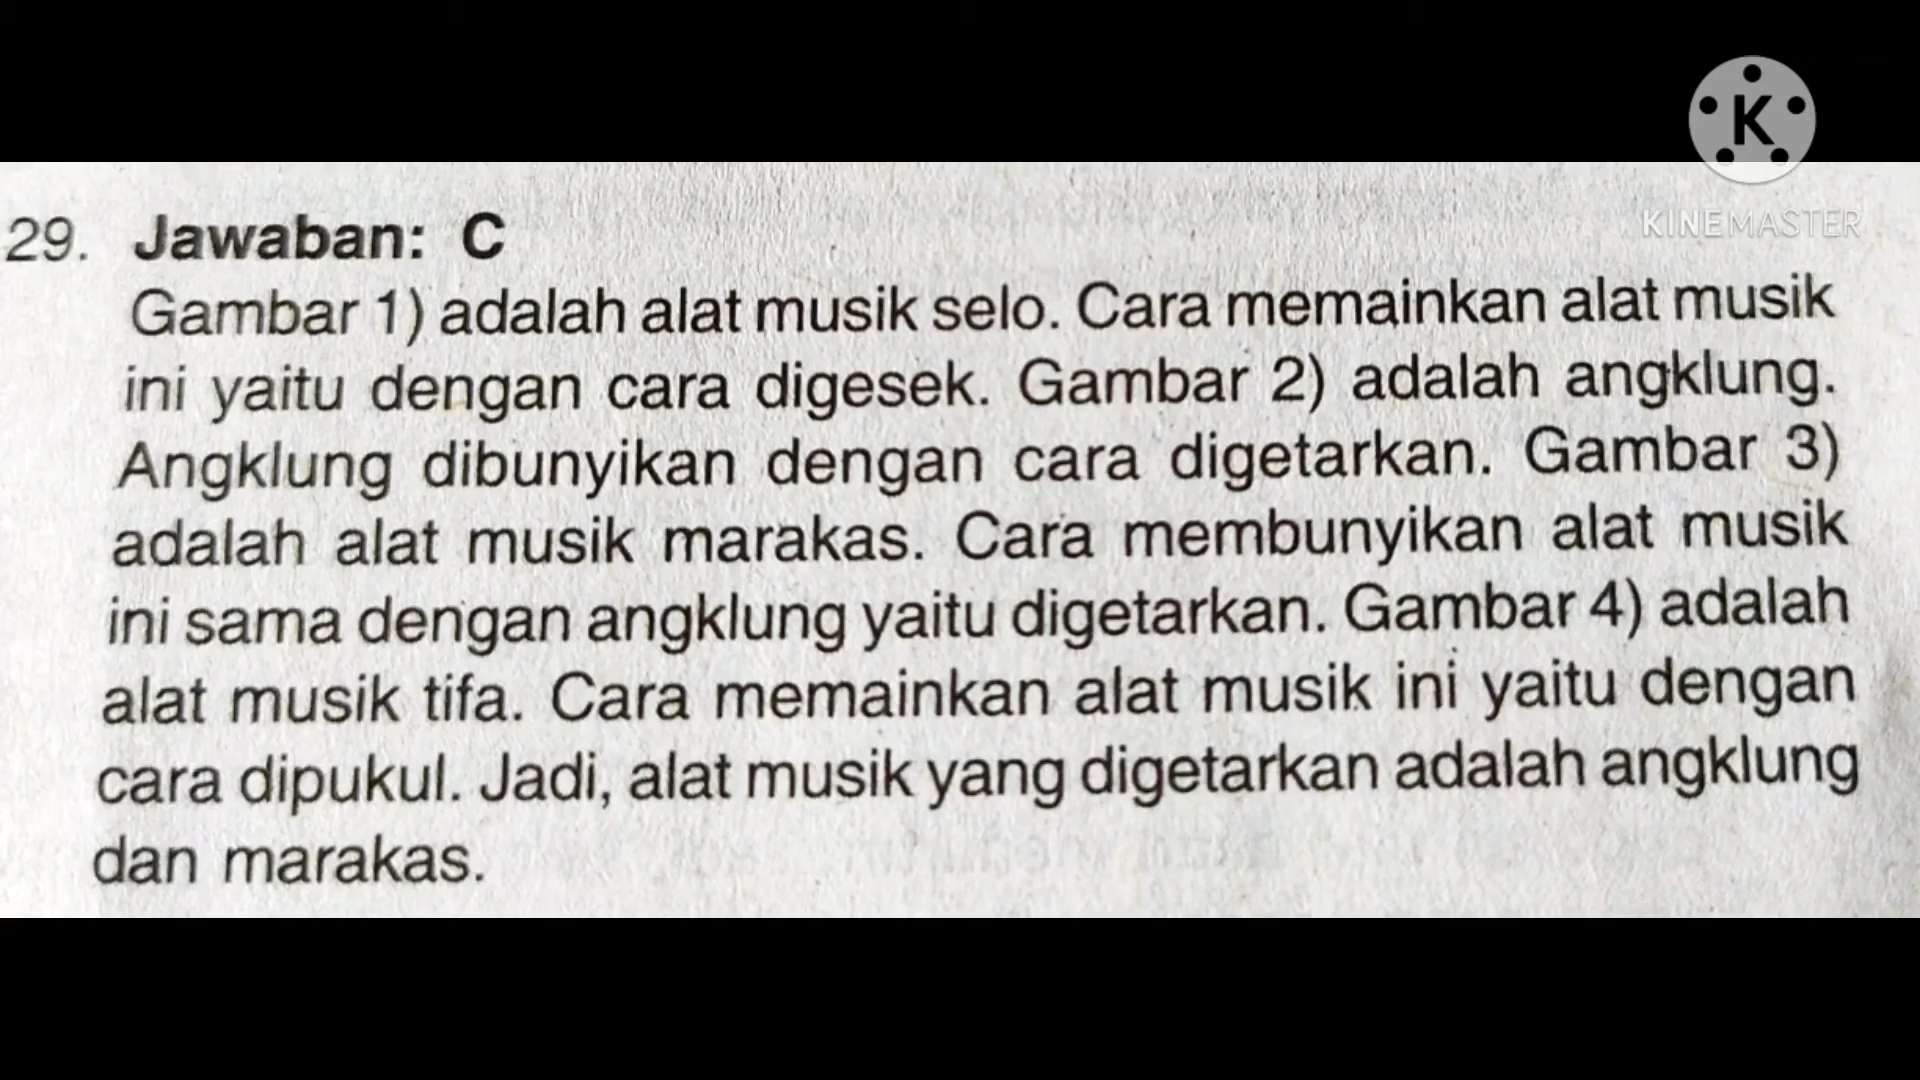 K
KINEMASTER
29. Jawaban: C
Gambar 1) adalah alat musik selo. Cara memainkan alat musik
ini yaitu dengan cara digesek. Gambar 2) adalah angklung.
Angklung dibunyikan dengan cara digetarkan. Gambar 3)
adalah alat musik marakas. Cara membunyikan alat musik
ini sama dengan angklung yaitu digetarkan. Gambar 4) adalah
alat musik tifa. Cara memainkan alat musik ini yaitu dengan
cara dipukul. Jadi, alat musik yang digetarkan adalah angklung
dan marakas.